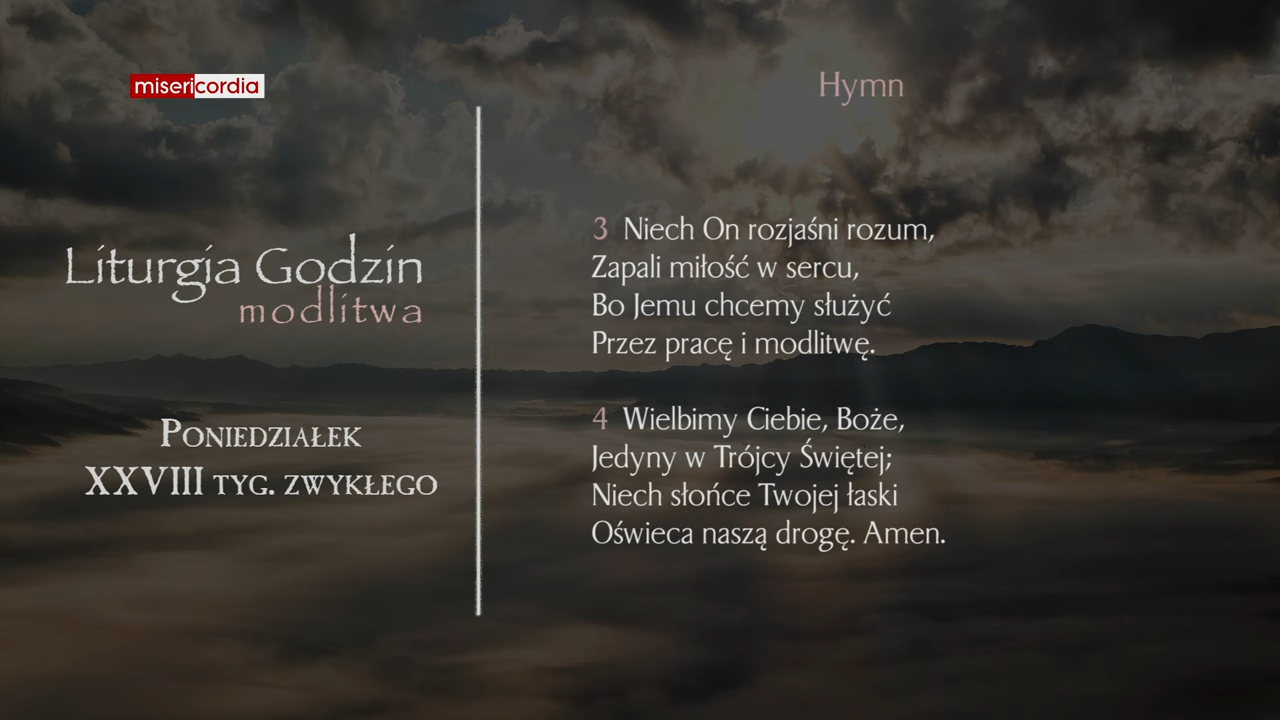 misericordia
Liturgia Godzin
modlitwa
Poniedziałek
XXVIII tyg. zwykłego
Hymn
3 Niech On rozjaśni rozum,
Zapali miłość w sercu,
Bo Jemu chcemy służyć
Przez pracę i modlitwę.
4 Wielbimy Ciebie, Boże,
Jedyny w Trójcy Świętej;
Niech słońce Twojej łaski
Oświeca naszą drogę. Amen.